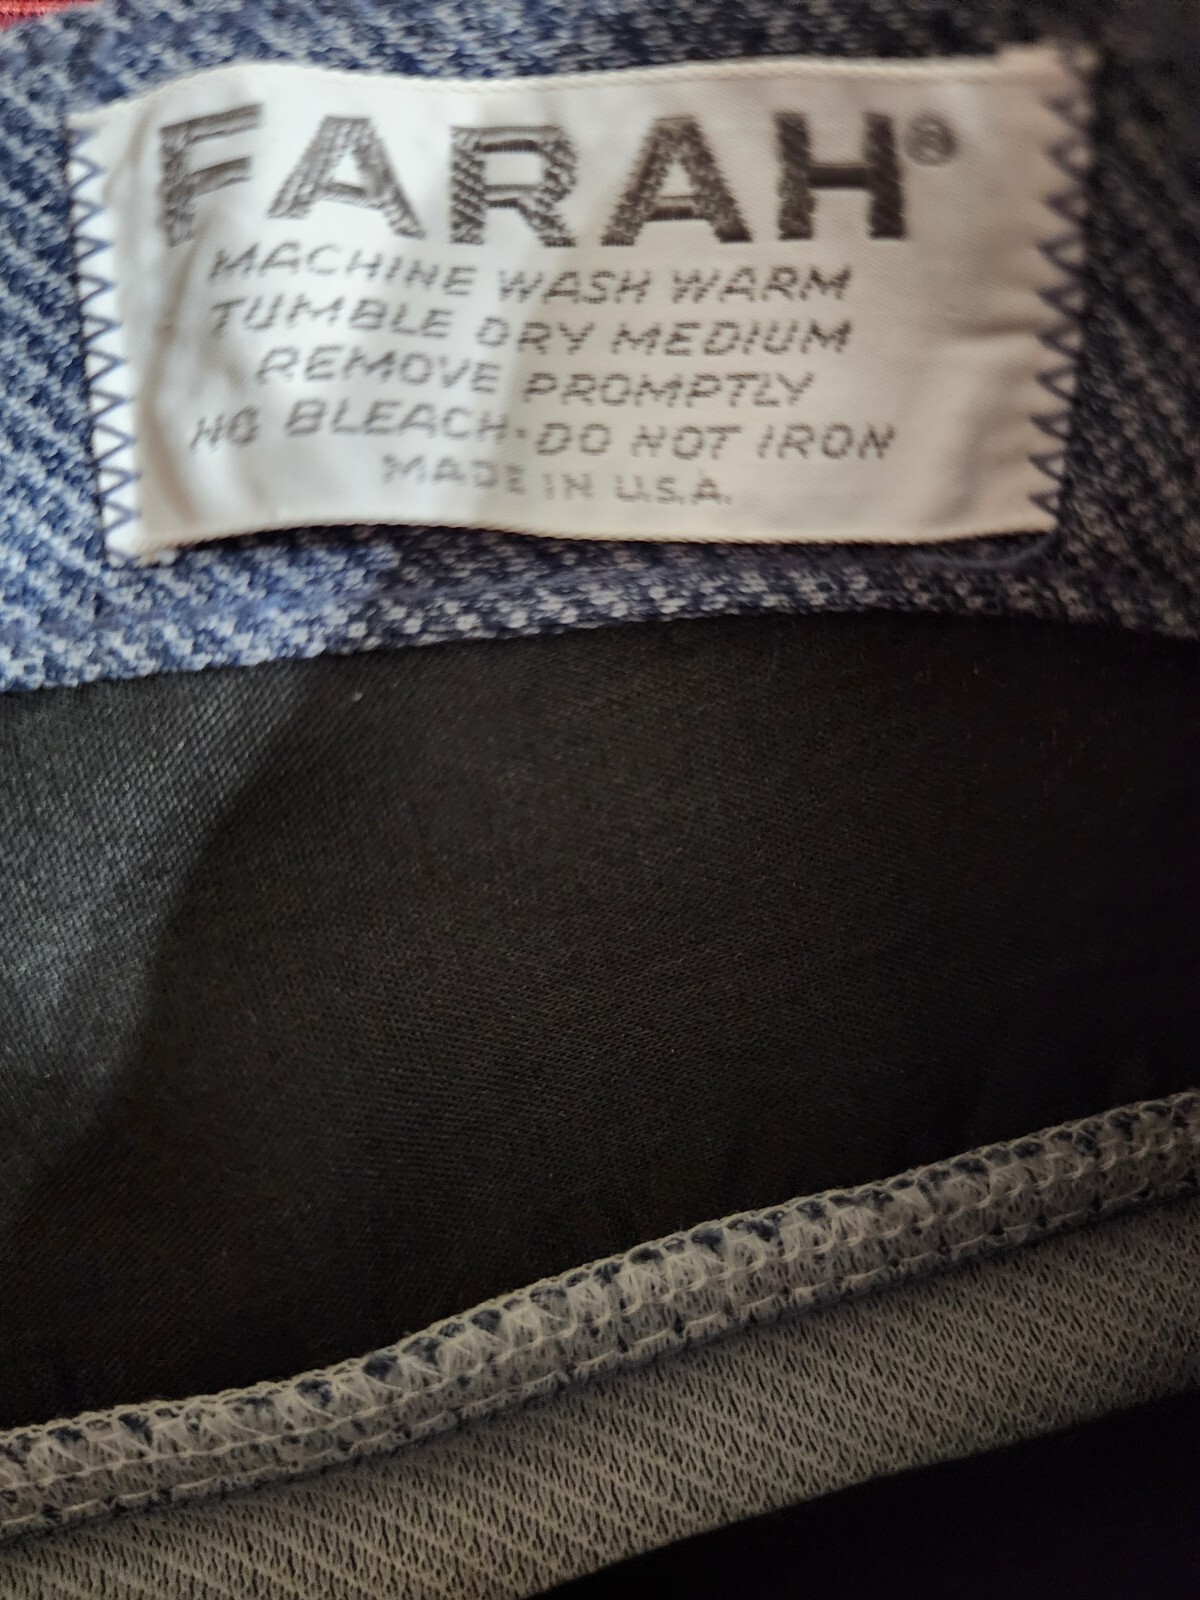 FARAH®
MACHINE WASH WARM
TUMBLE DRY MEDIUM
REMOVE PROMPTLY
NO BLEACH·DO NOT IRON
MADE IN U.S.A.